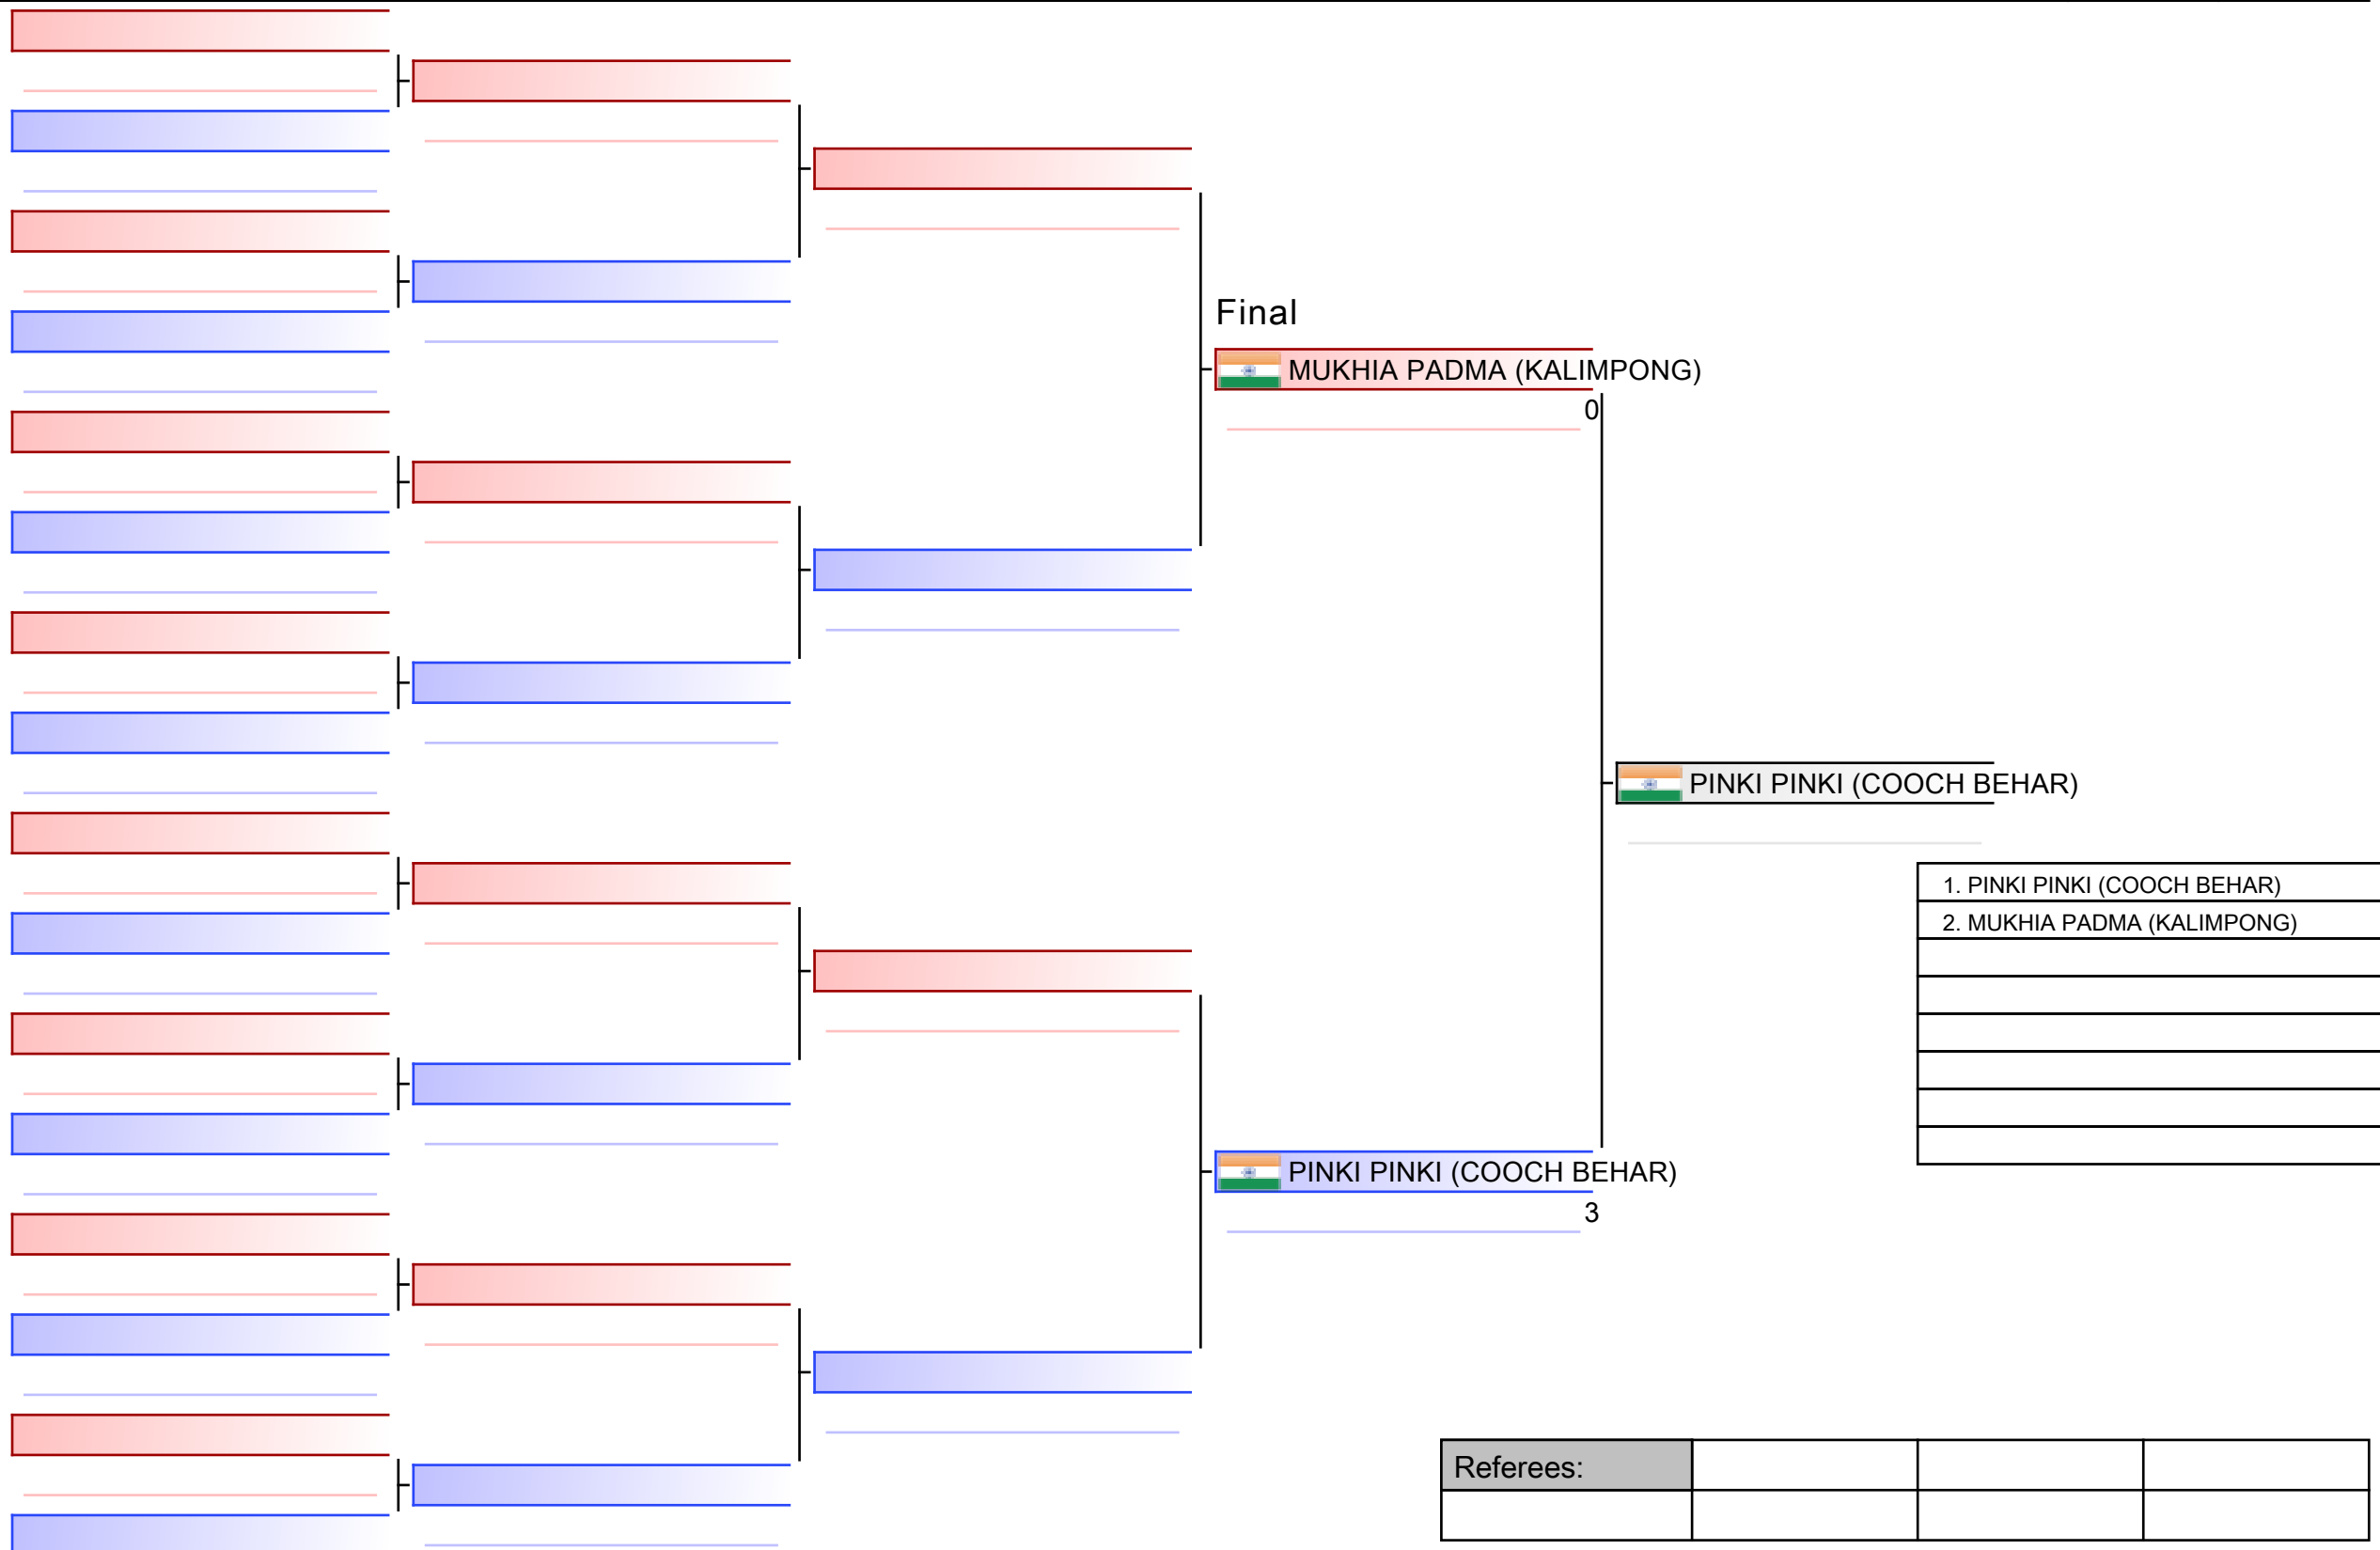 Final
MUKHIA PADMA (KALIMPONG)
0
PINKI PINKI (COOCH BEHAR)
1. PINKI PINKI (COOCH BEHAR)
2. MUKHIA PADMA (KALIMPONG)
PINKI PINKI (COOCH BEHAR)
3
Referees: